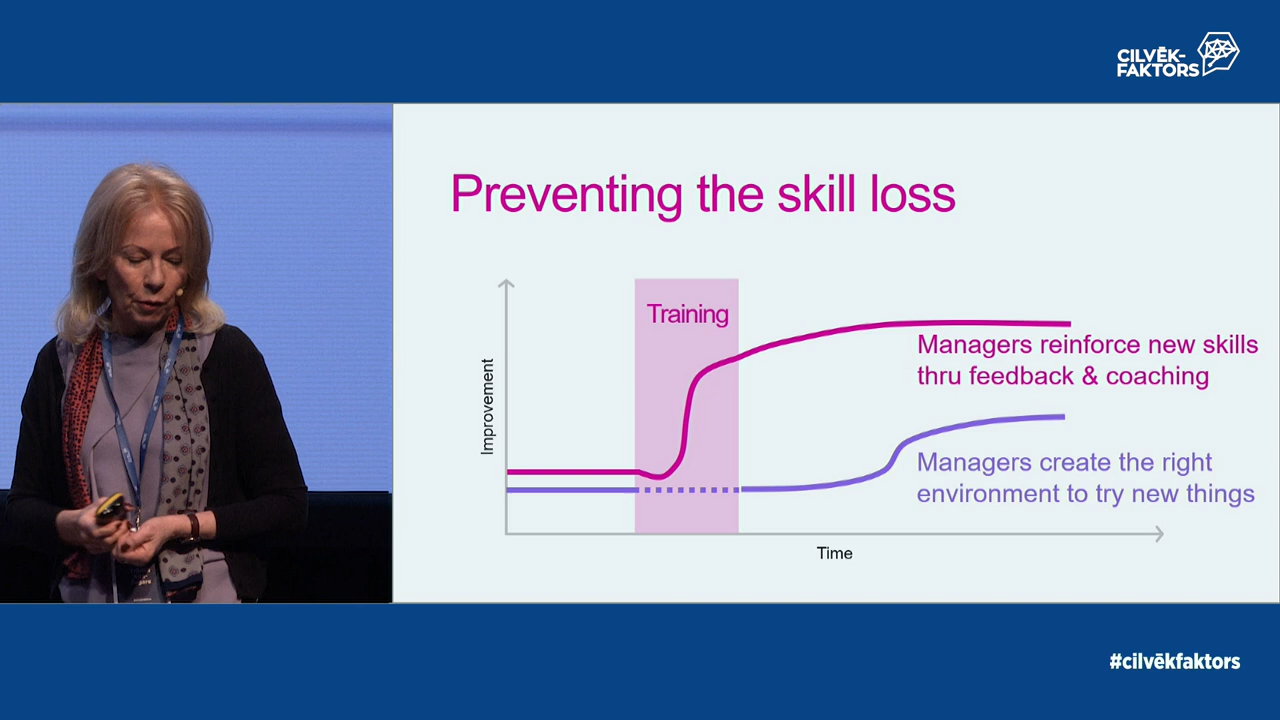 CILVĒK-
FAKTORS
Preventing the skill loss
Training
Improvement
Managers reinforce new skills
thru feedback & coaching
Managers create the right
environment to try new things
Time
#cilvēkfaktors